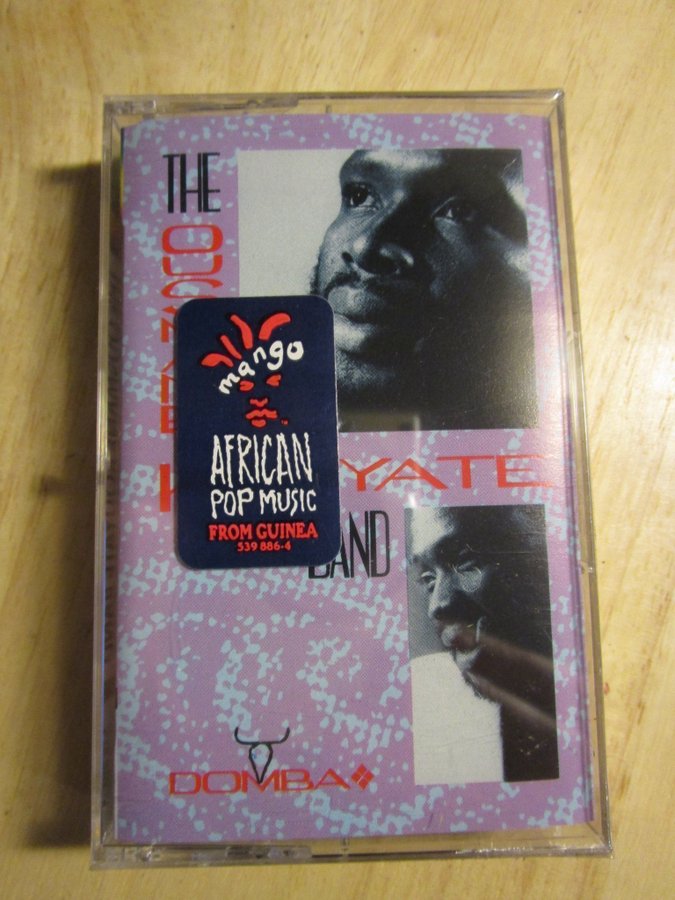 THE
mango
AFRICAN
POP MUSIC
FROM GUINEA
539 886-4
YATE
BAND
DOMBA